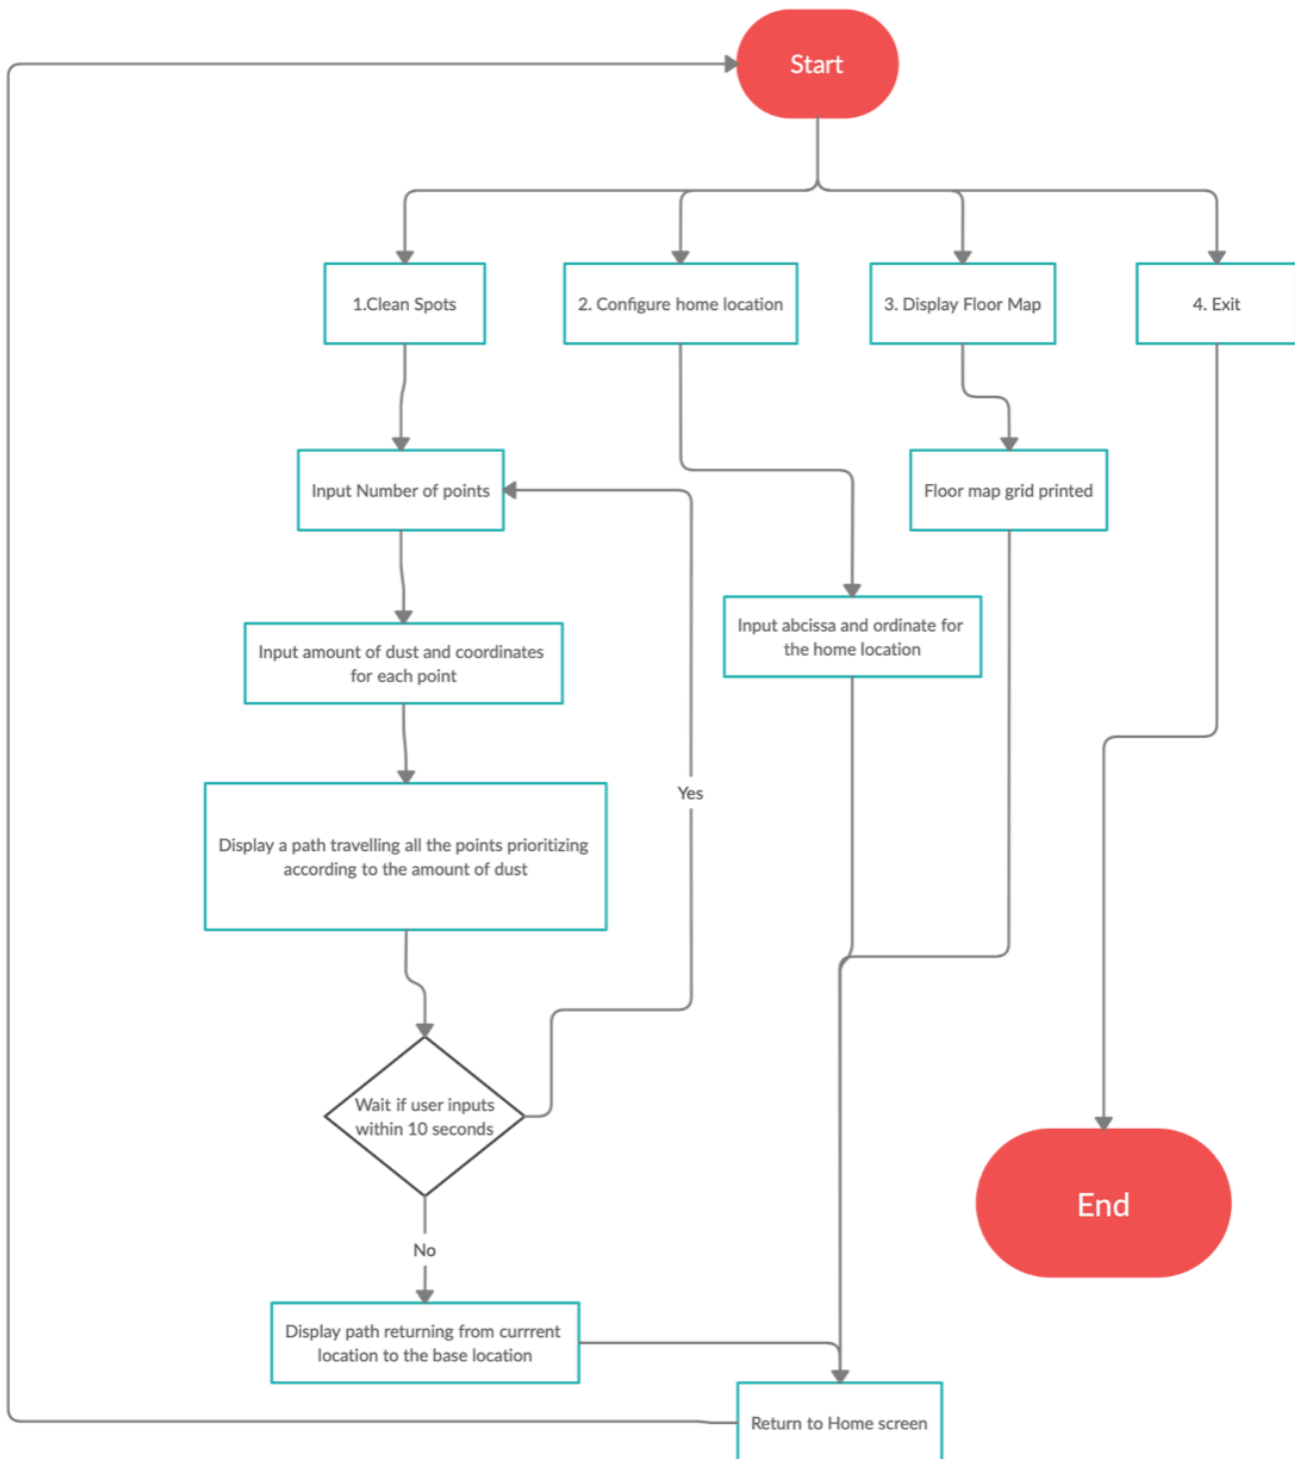 Start
1.Clean Spots
2. Configure home location
3. Display Floor Map
4. Exit
Input Number of points
Floor map grid printed
Input abcissa and ordinate for
the home location
Input amount of dust and coordinates
for each point
Yes
Display a path travelling all the points prioritizing
according to the amount of dust
Wait if user inputs
within 10 seconds
No
End
Display path returning from currrent
location to the base location
Return to Home screen